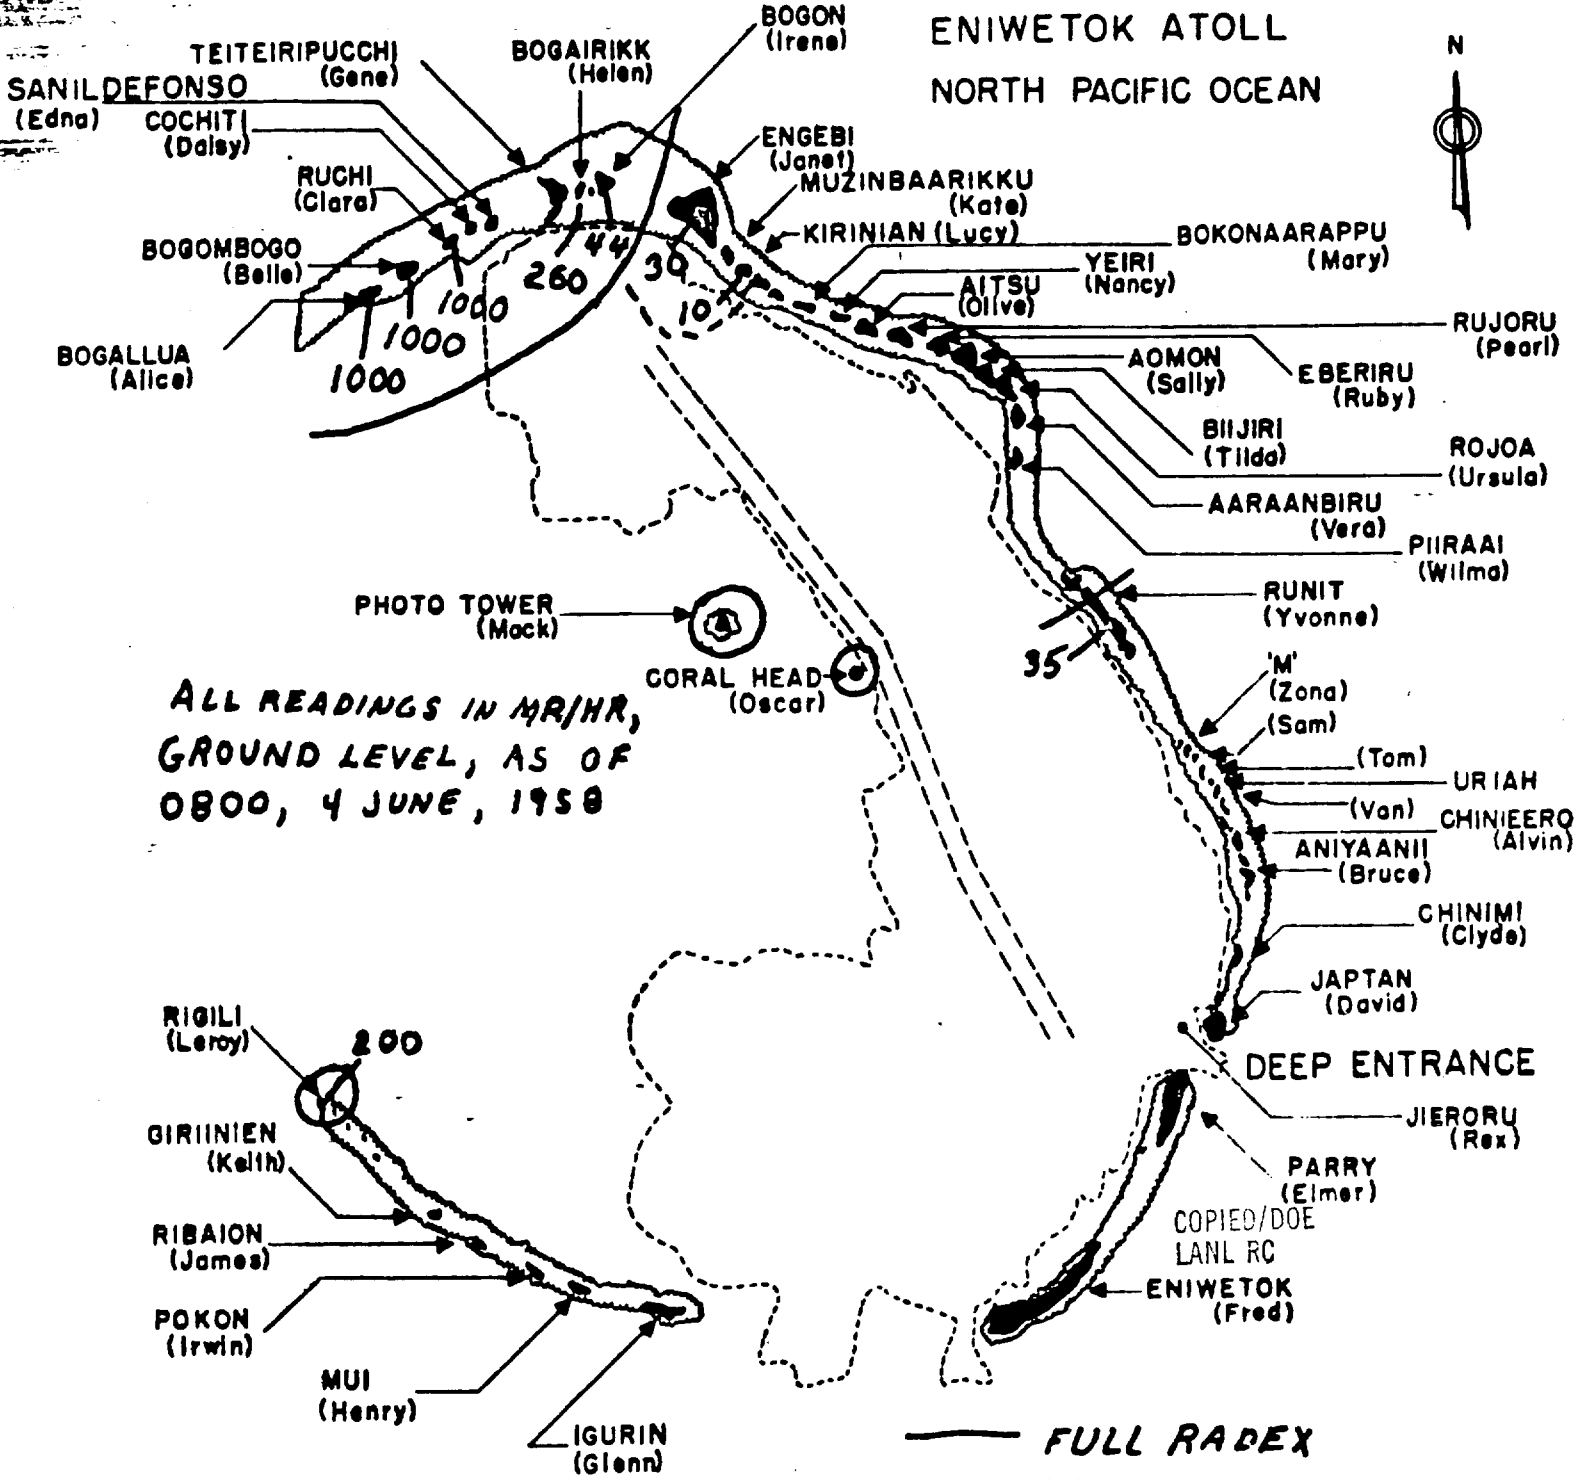 ENIWETOK ATOLL
NORTH PACIFIC OCEAN
N
BOGON
(Irene)
BOGAIRIKK
(Helen)
TEITEIRIPUCCHI
(Gene)
SANILDEFONSO
(Edna)
COCHITI
(Daisy)
RUCHI
(Clara)
BOGOMBOGO
(Belle)
BOGALLUA
(Alice)
ENGEBI
(Janet)
MUZINBAARIKKU
(Kate)
KIRINIAN (Lucy)
BOKONAARAPPU
(Mary)
YEIRI
(Nancy)
AITSU
(Olive)
RUJORU
(Pearl)
EBERIRU
(Ruby)
AOMON
(Sally)
BIIJIRI
(Tilda)
ROJOA
(Ursula)
AARAANBIRU
(Vera)
PIIRAAI
(Wilma)
RUNIT
(Yvonne)
44
260
30
10
1000
1000
1000
35
PHOTO TOWER
(Mack)
CORAL HEAD
(Oscar)
ALL READINGS IN MR/HR,
GROUND LEVEL, AS OF
0800, 4 JUNE, 1958
'M'
(Zona)
(Sam)
(Tom)
URIAH
(Van)
CHINIEERO
(Alvin)
ANIYAANII
(Bruce)
CHINIMI
(Clyde)
JAPTAN
(David)
DEEP ENTRANCE
JIERORU
(Rex)
PARRY
(Elmer)
COPIED/DOE
LANL RC
ENIWETOK
(Fred)
RIGILI
(Leroy)
200
GIRIINIEN
(Keith)
RIBAION
(James)
POKON
(Irwin)
MUI
(Henry)
IGURIN
(Glenn)
FULL RADEX